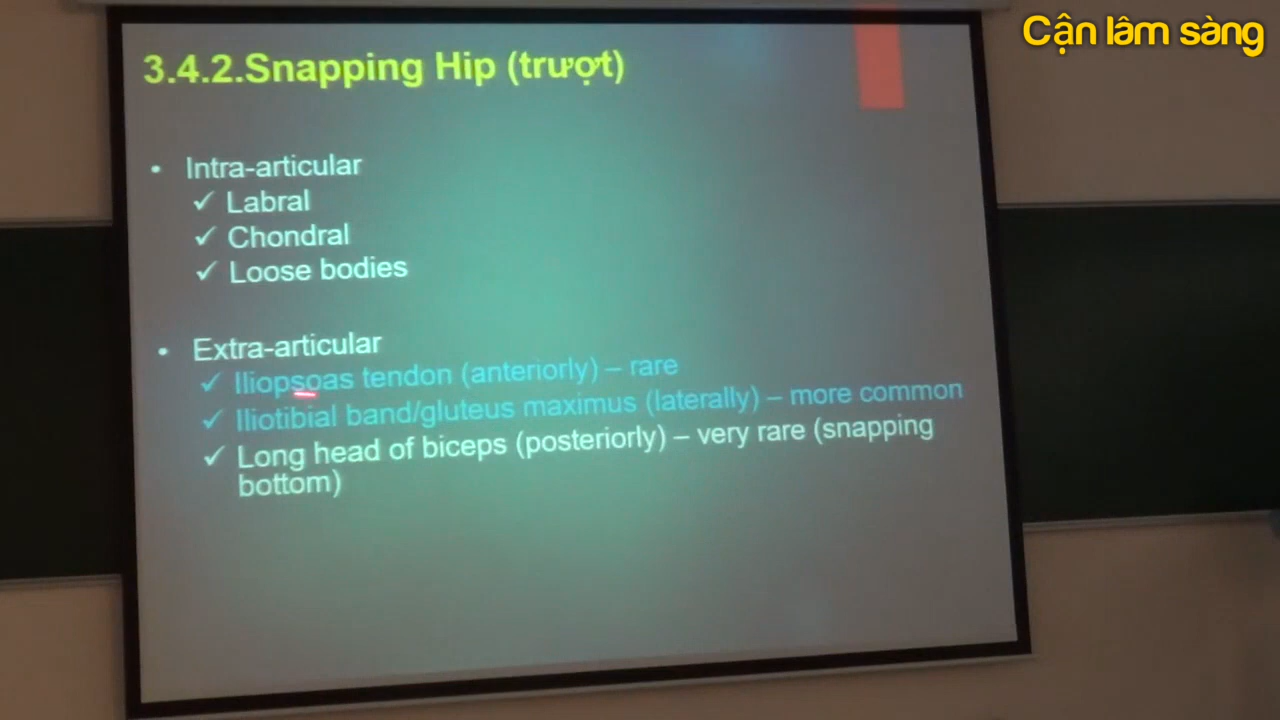 Cận lâm sàng
3.4.2.Snapping Hip (trượt)
• Intra-articular
✓ Labral
✓ Chondral
✓ Loose bodies
• Extra-articular
✓ Iliopsoas tendon (anteriorly) – rare
✓ Iliotibial band/gluteus maximus (laterally) – more common
✓ Long head of biceps (posteriorly) – very rare (snapping
bottom)